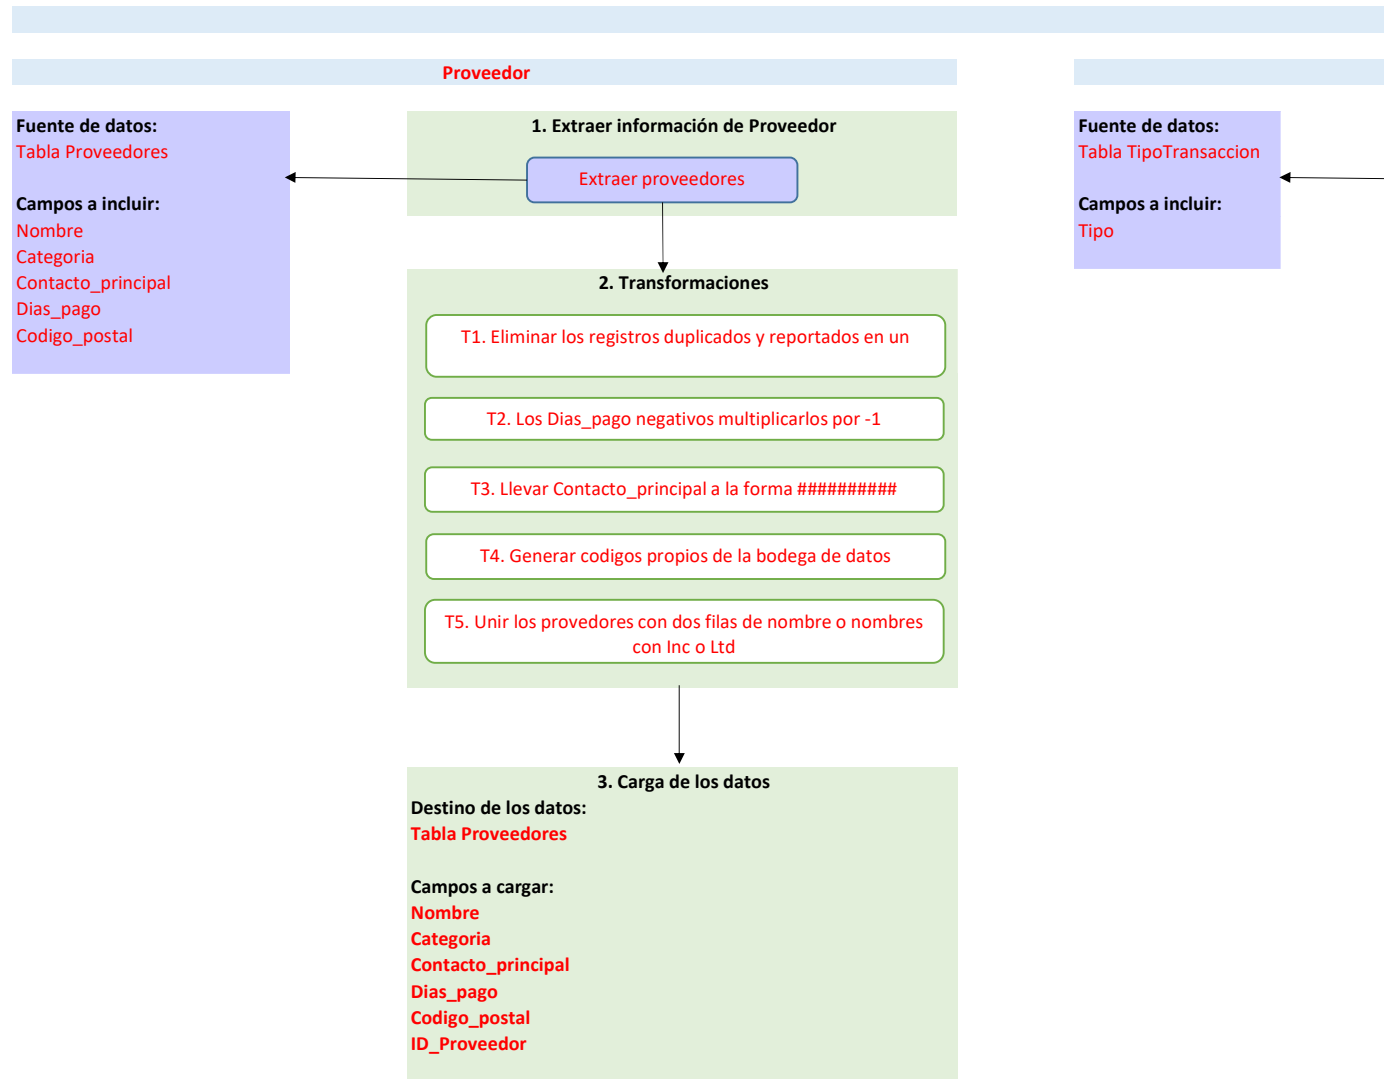 Proveedor
Fuente de datos:
Tabla Proveedores
Campos a incluir:
Nombre
Categoria
Contacto_principal
Dias_pago
Codigo_postal
1. Extraer información de Proveedor
Extraer proveedores
2. Transformaciones
T1. Eliminar los registros duplicados y reportados en un
T2. Los Dias_pago negativos multiplicarlos por -1
T3. Llevar Contacto_principal a la forma ##########
T4. Generar codigos propios de la bodega de datos
T5. Unir los provedores con dos filas de nombre o nombres
con Inc o Ltd
3. Carga de los datos
Destino de los datos:
Tabla Proveedores
Campos a cargar:
Nombre
Categoria
Contacto_principal
Dias_pago
Codigo_postal
ID_Proveedor
Fuente de datos:
Tabla TipoTransaccion
Campos a incluir:
Tipo